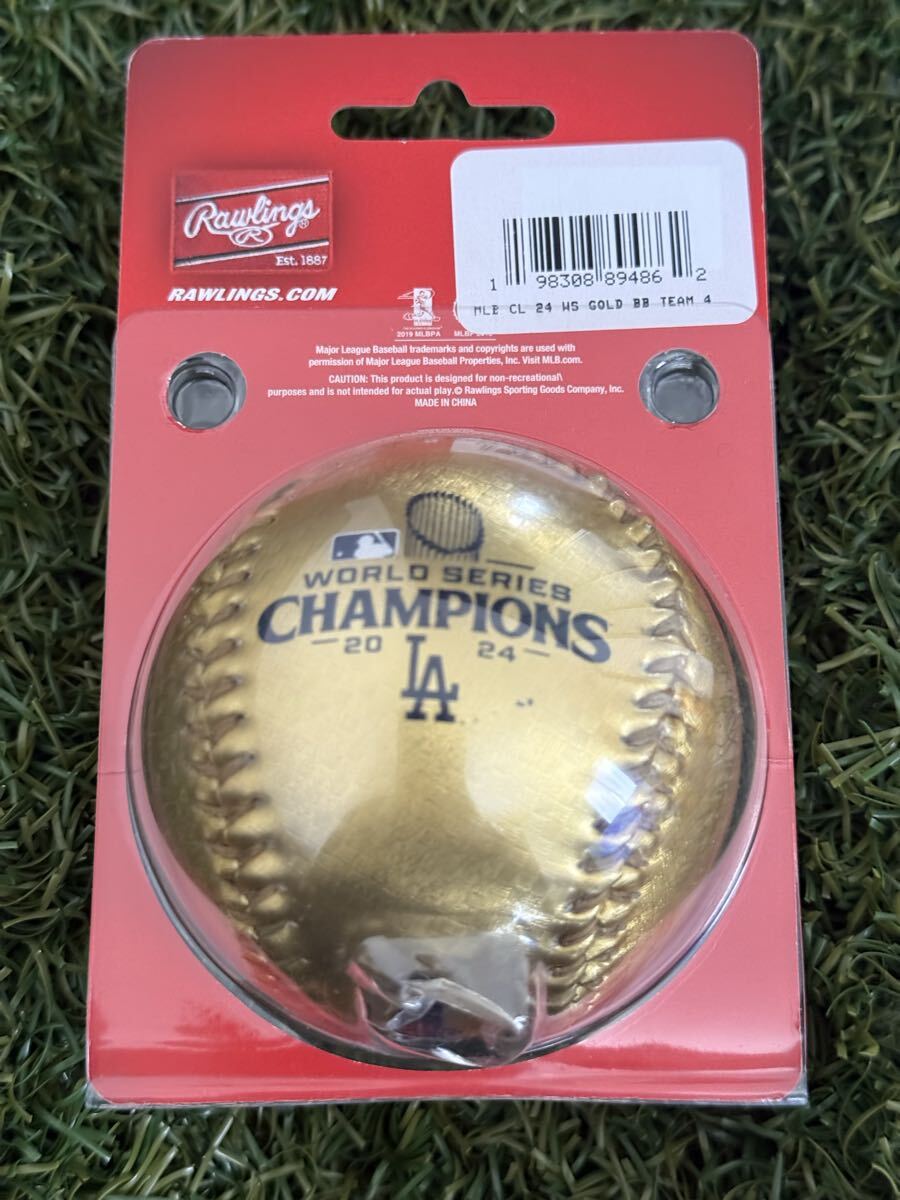 Rawlings®
R
Est. 1887
RAWLINGS.COM
1 98308 89486 2
MLB CL 24 WS GOLD BB TEAM 4
2019 MLBPA
Major League Baseball trademarks and copyrights are used with
permission of Major League Baseball Properties, Inc. Visit MLB.com.
CAUTION: This product is designed for non-recreational\
purposes and is not intended for actual play.© Rawlings Sporting Goods Company, Inc.
MADE IN CHINA
WORLD SERIES
CHAMPIONS
20 24
LA